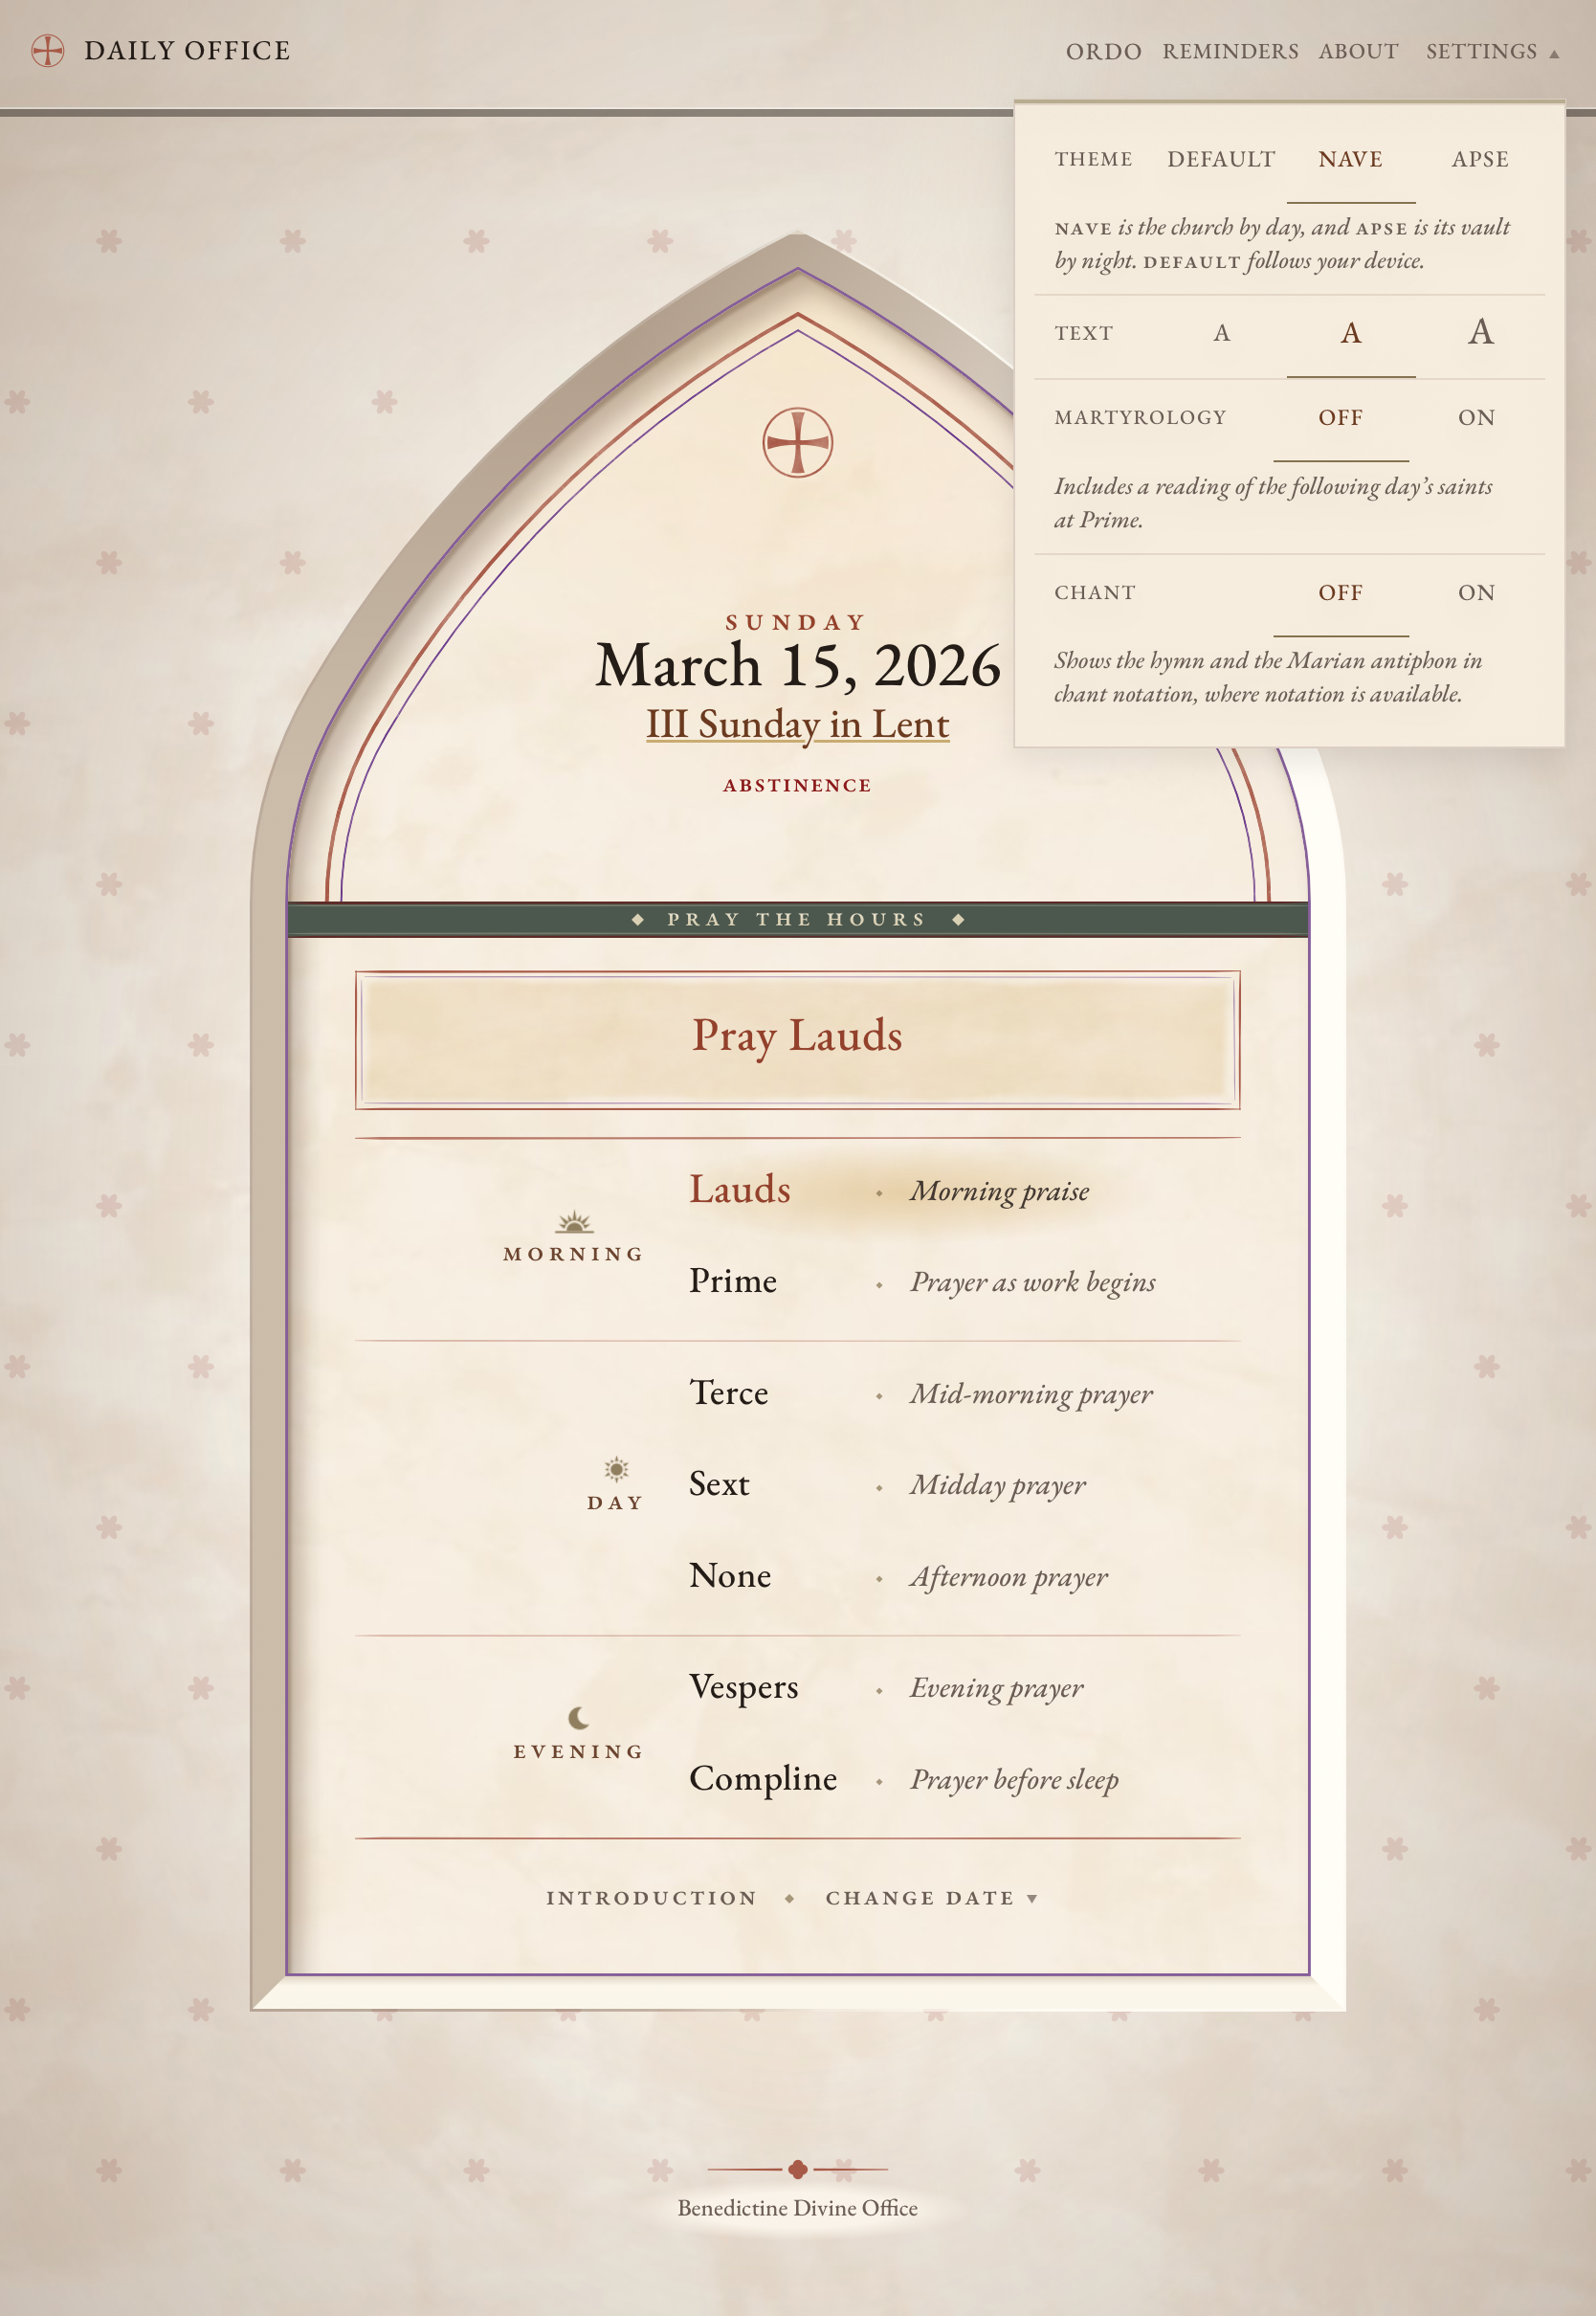 DAILY OFFICE
ORDO REMINDERS ABOUT SETTINGS ▲
THEME DEFAULT NAVE APSE
NAVE is the church by day, and APSE is its vault
by night. DEFAULT follows your device.
TEXT A A A
MARTYROLOGY OFF ON
Includes a reading of the following day’s saints
at Prime.
CHANT OFF ON
Shows the hymn and the Marian antiphon in
chant notation, where notation is available.
SUNDAY
March 15, 2026
III Sunday in Lent
ABSTINENCE
◆ PRAY THE HOURS ◆
Pray Lauds
MORNING
Lauds ◆ Morning praise
Prime ◆ Prayer as work begins
DAY
Terce ◆ Mid-morning prayer
Sext ◆ Midday prayer
None ◆ Afternoon prayer
EVENING
Vespers ◆ Evening prayer
Compline ◆ Prayer before sleep
INTRODUCTION ◆ CHANGE DATE ▼
Benedictine Divine Office